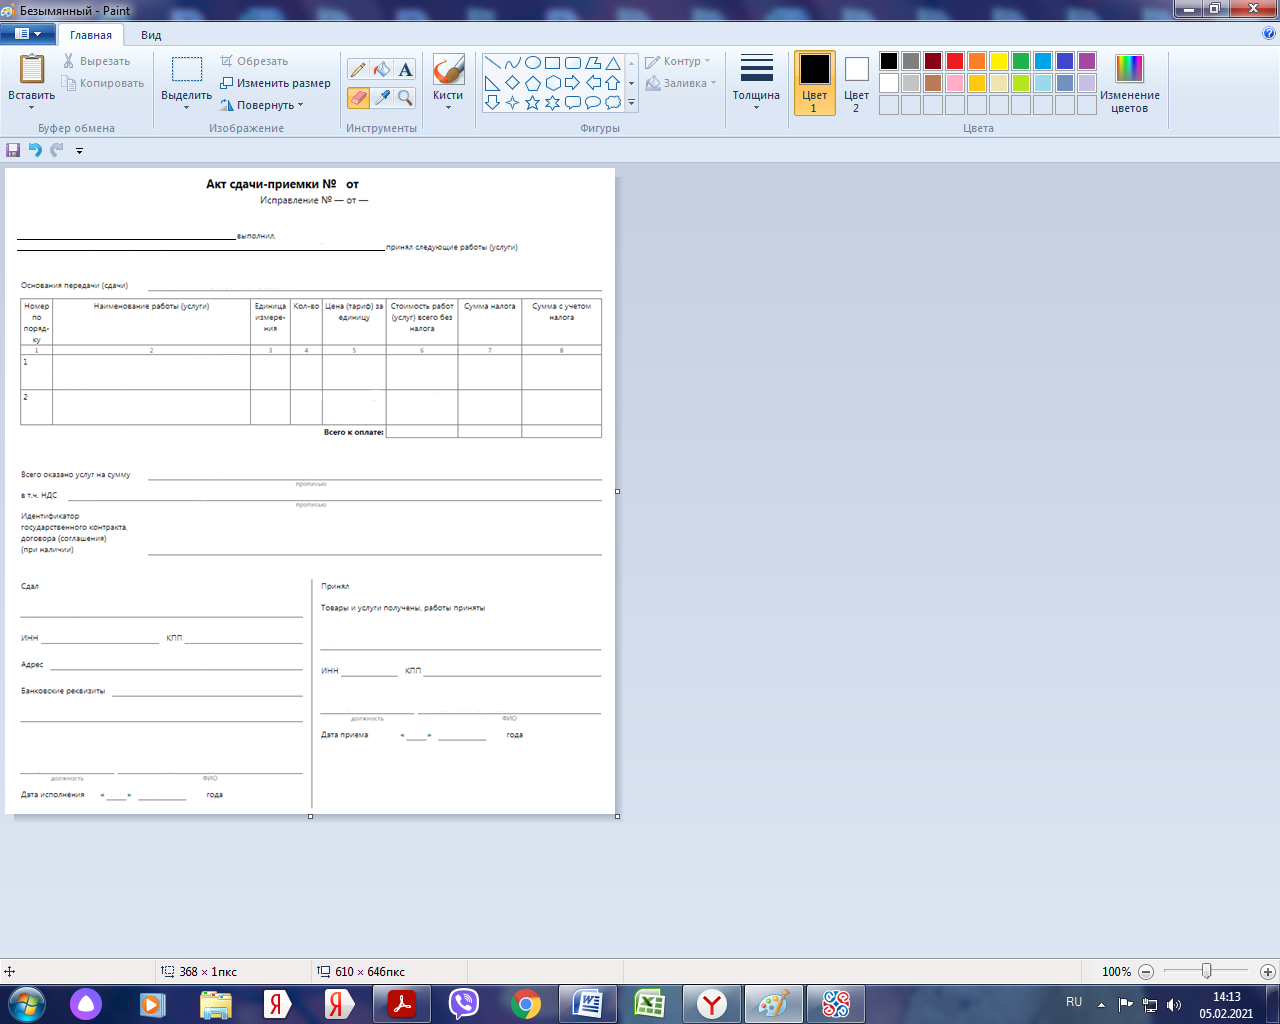 Безымянный - Paint
Главная Вид
Вставить
Вырезать
Копировать
Буфер обмена
Выделить
Обрезать
Изменить размер
Повернуть
Изображение
A
Инструменты
Кисти
Контур
Заливка
Фигуры
Толщина
Цвет 1
Цвет 2
Изменение цветов
Цвета
Акт сдачи-приемки № от
Исправление № — от —
выполнил,
принял следующие работы (услуги)
Основания передачи (сдачи)
Номер по поряд-ку Наименование работы (услуги) Единица измере-ния Кол-во Цена (тариф) за единицу Стоимость работ (услуг) всего без налога Сумма налога Сумма с учетом налога
1 2 3 4 5 6 7 8
1
2
Всего к оплате:
Всего оказано услуг на сумму
прописью
в т.ч. НДС
прописью
Идентификатор
государственного контракта,
договора (соглашения)
(при наличии)
Сдал
ИНН КПП
Адрес
Банковские реквизиты
должность ФИО
Дата исполнения « » года
Принял
Товары и услуги получены, работы приняты
ИНН КПП
должность ФИО
Дата приема « » года
368 × 1пкс
610 × 646пкс
100%
RU
14:13
05.02.2021